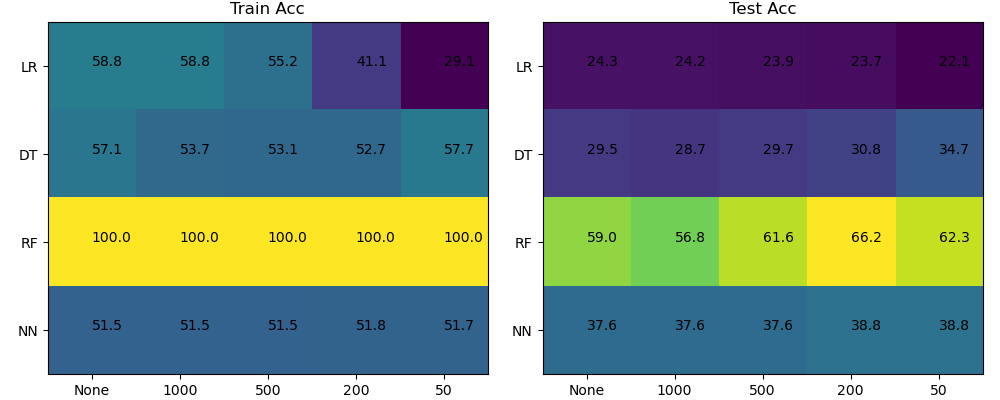 Train Acc
LR 58.8 58.8 55.2 41.1 29.1
DT 57.1 53.7 53.1 52.7 57.7
RF 100.0 100.0 100.0 100.0 100.0
NN 51.5 51.5 51.5 51.8 51.7
None 1000 500 200 50
Test Acc
LR 24.3 24.2 23.9 23.7 22.1
DT 29.5 28.7 29.7 30.8 34.7
RF 59.0 56.8 61.6 66.2 62.3
NN 37.6 37.6 37.6 38.8 38.8
None 1000 500 200 50